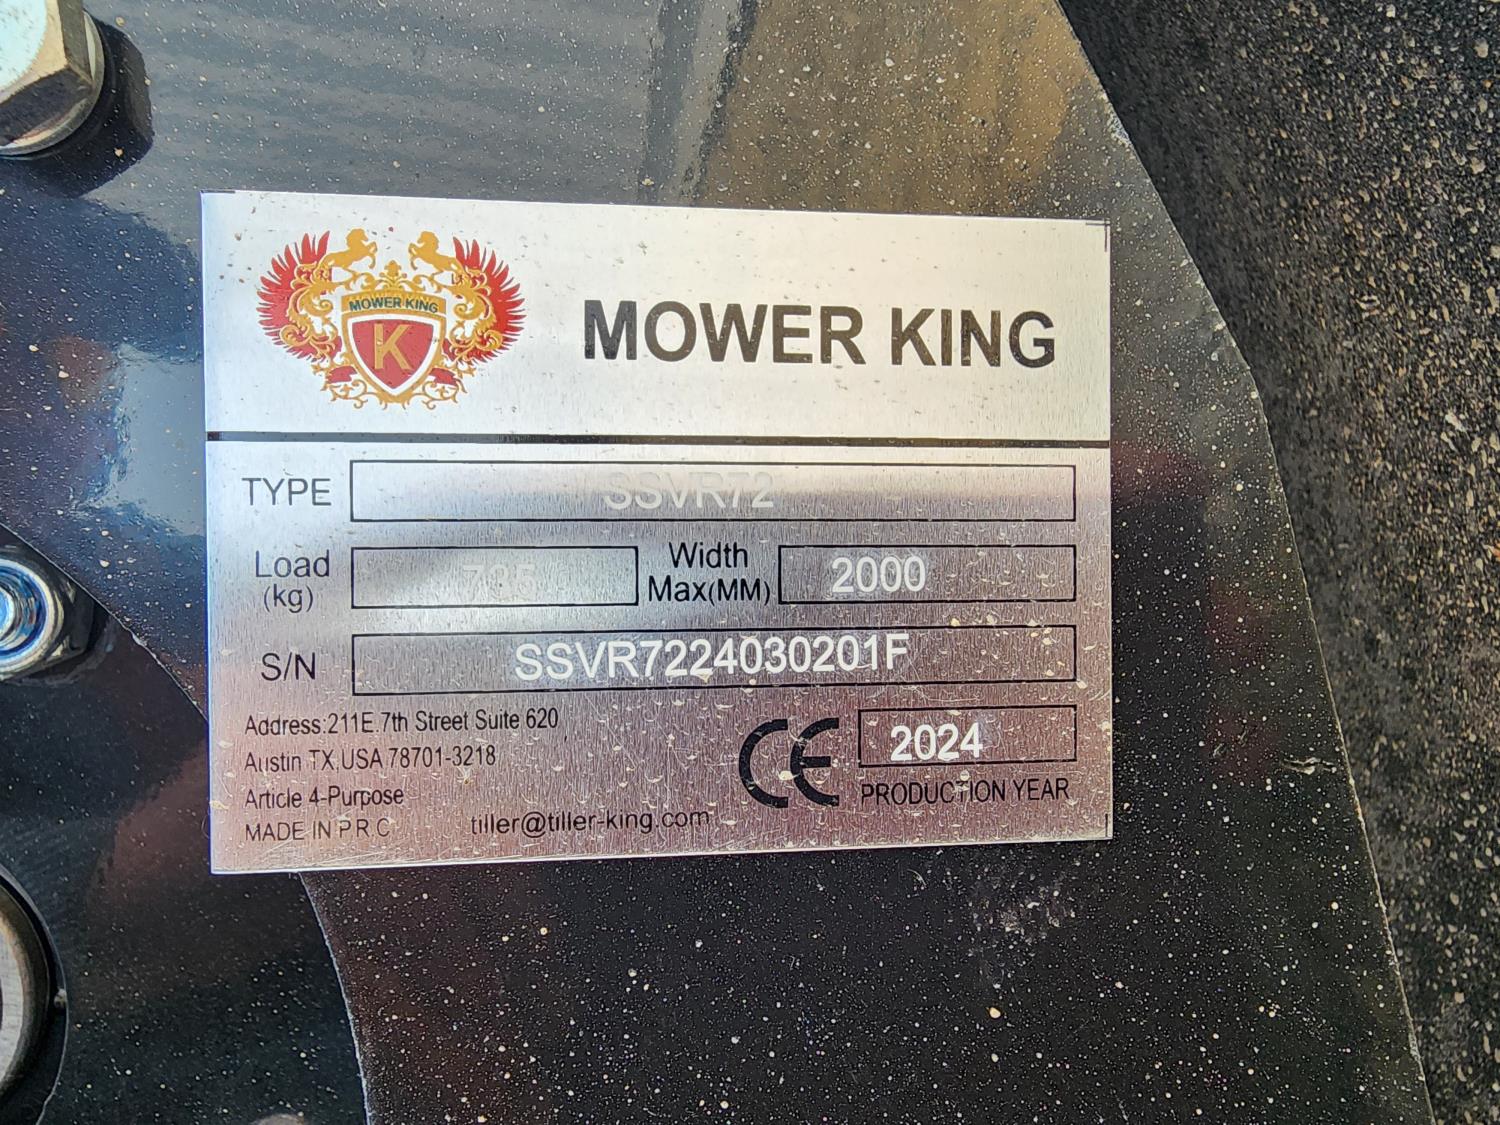 MOWER KING
K
MOWER KING
TYPE SSVR72
Load (kg) 735 Width Max(MM) 2000
S/N SSVR7224030201F
Address:211E.7th Street Suite 620
Austin TX,USA 78701-3218
Article 4-Purpose
MADE IN P.R.C tiller@tiller-king.com
CE 2024
PRODUCTION YEAR